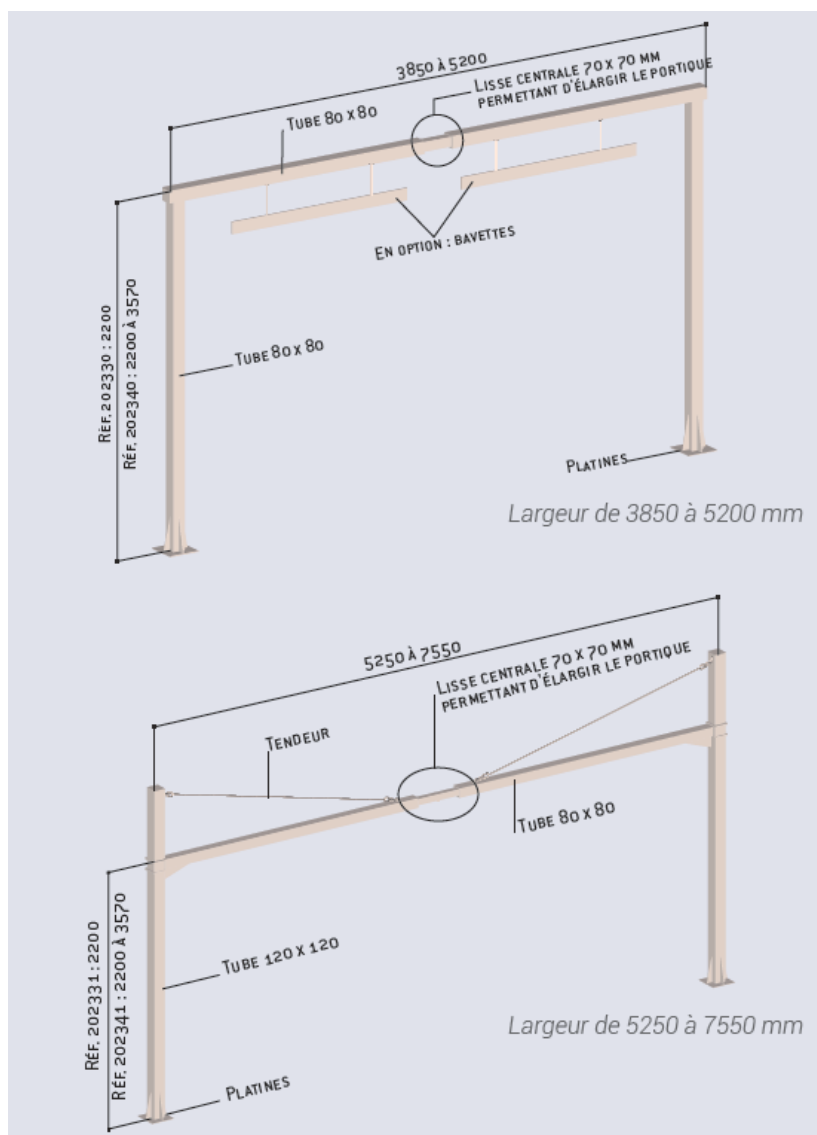 3850 À 5200
LISSE CENTRALE 70 X 70 MM
PERMETTANT D'ÉLARGIR LE PORTIQUE
TUBE 80 X 80
EN OPTION : BAVETTES
RÉF. 202330 : 2200
RÉF. 202340 : 2200 À 3570
TUBE 80 X 80
PLATINES
Largeur de 3850 à 5200 mm
5250 À 7550
LISSE CENTRALE 70 X 70 MM
PERMETTANT D'ÉLARGIR LE PORTIQUE
TENDEUR
TUBE 80 X 80
RÉF. 202331 : 2200
RÉF. 202341 : 2200 À 3570
TUBE 120 X 120
Largeur de 5250 à 7550 mm
PLATINES